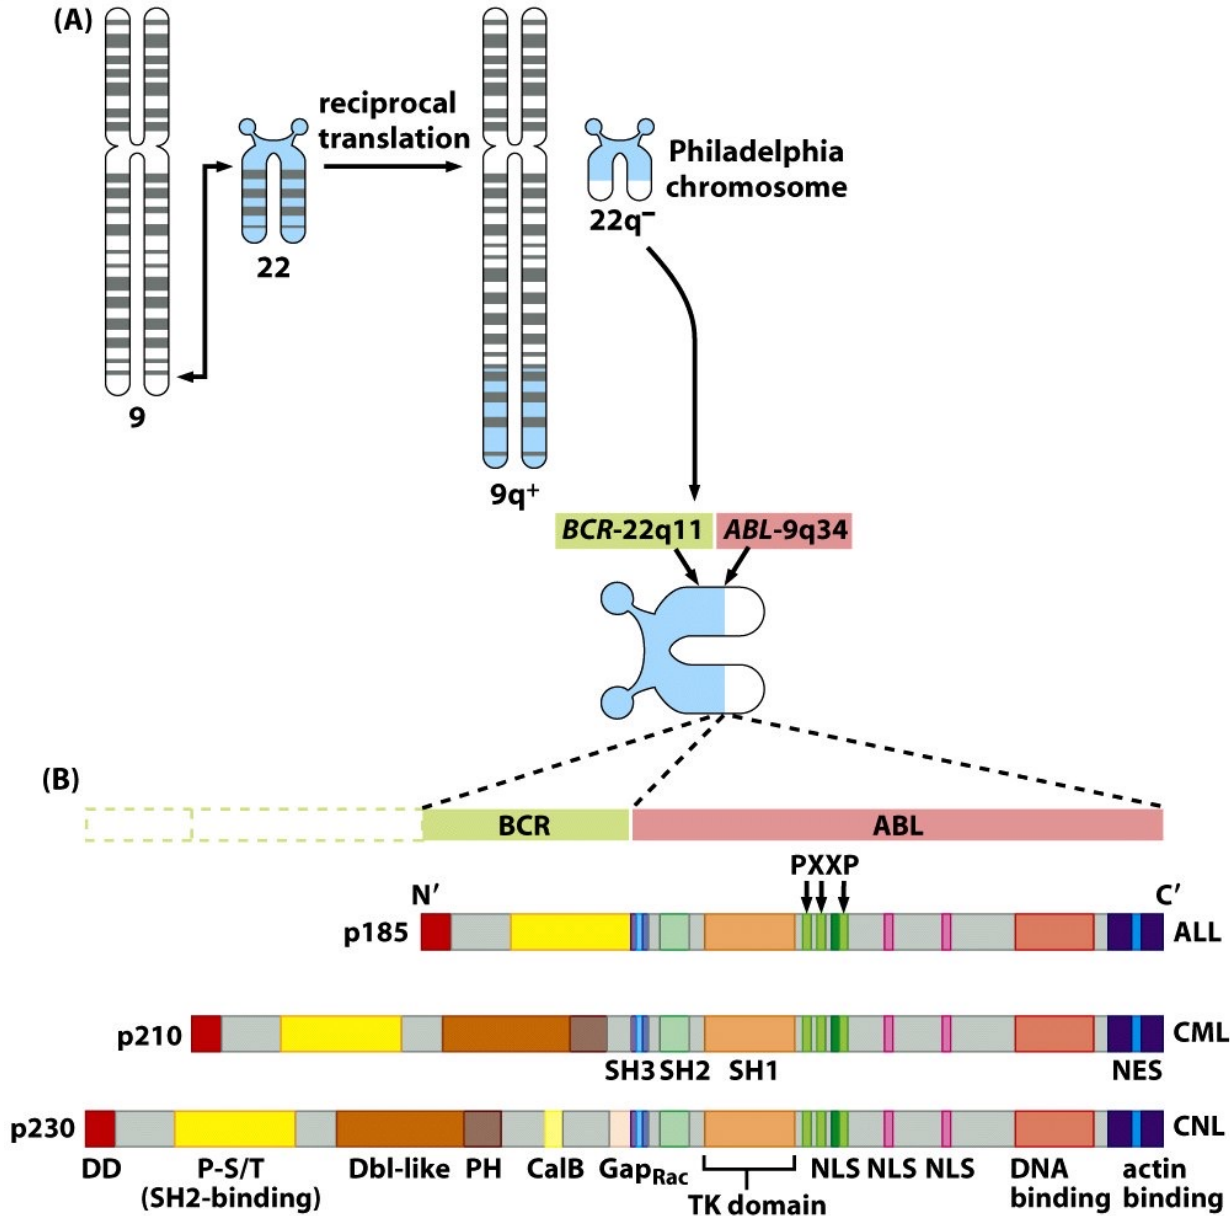 (A)
reciprocal
translation
Philadelphia
chromosome
22q–
22
9
9q+
BCR-22q11 ABL-9q34
(B)
BCR ABL
PXXP
N′ C′
p185 ALL
p210 CML
SH3 SH2 SH1 NES
p230 CNL
DD P-S/T Dbl-like PH CalB GapRac NLS NLS NLS DNA actin
(SH2-binding) TK domain binding binding